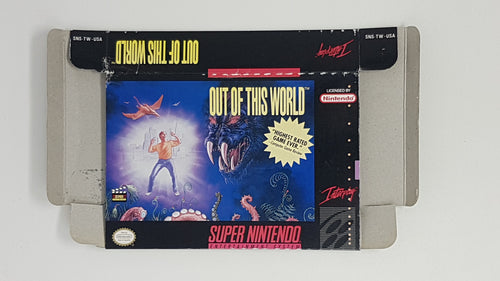 SNS-TW-USA
OUT OF THIS WORLD
Interplay
SNS-TW-USA
OUT OF THIS WORLD
LICENSED BY
Nintendo
"HIGHEST RATED
GAME EVER."
Interplay
SUPER NINTENDO
ENTERTAINMENT SYSTEM